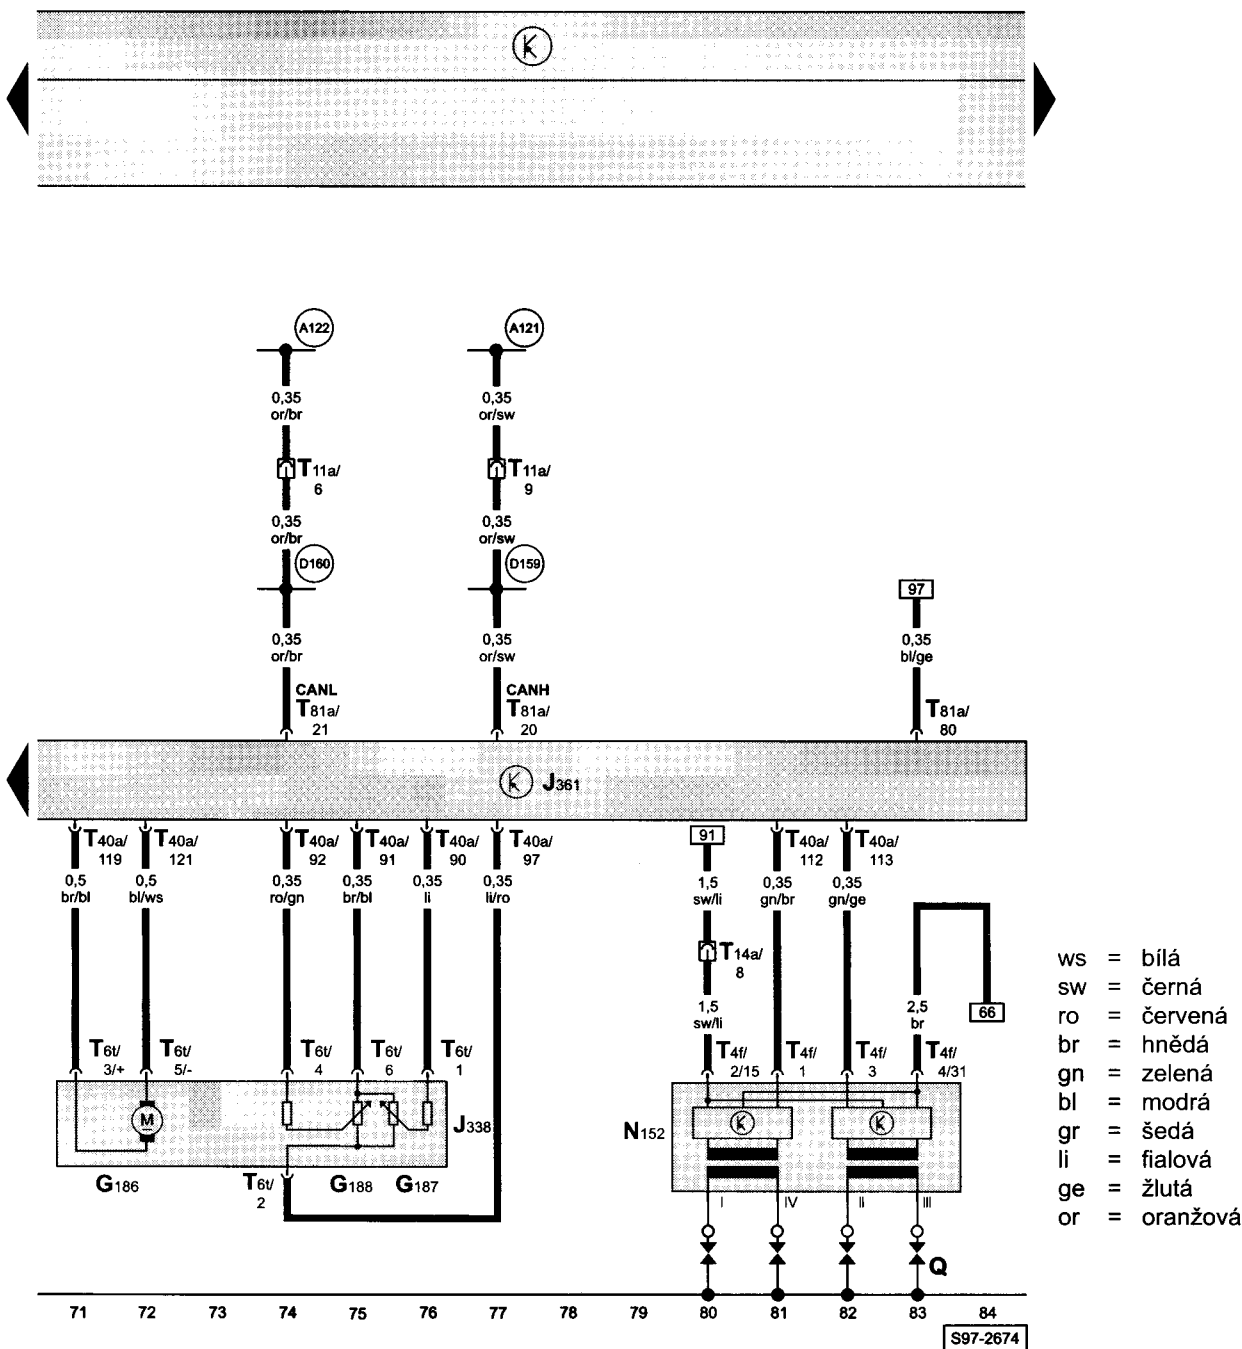 A122 A121
0,35 0,35
or/br or/sw
T11a/ T11a/
6 9
0,35 0,35
or/br or/sw
D160 D159
97
0,35 0,35 0,35
or/br or/sw bl/ge
CANL CANH
T81a/ T81a/ T81a/
21 20 80
J361
T40a/ T40a/ T40a/ T40a/ T40a/ T40a/ 91 T40a/ T40a/
119 121 92 91 90 97 112 113
0,5 0,5 0,35 0,35 0,35 0,35 1,5 0,35 0,35
br/bl bl/ws ro/gn br/bl li li/ro sw/li gn/br gn/ge
T14a/
8
1,5 2,5 66
sw/li br
T6t/ T6t/ T6t/ T6t/ T6t/ T4f/ T4f/ T4f/ T4f/
3/+ 5/- 4 6 1 2/15 1 3 4/31
M J338 N152
G186 T6t/ G188 G187
2
I IV II III
Q
71 72 73 74 75 76 77 78 79 80 81 82 83 84
S97-2674
ws = bílá
sw = černá
ro = červená
br = hnědá
gn = zelená
bl = modrá
gr = šedá
li = fialová
ge = žlutá
or = oranžová